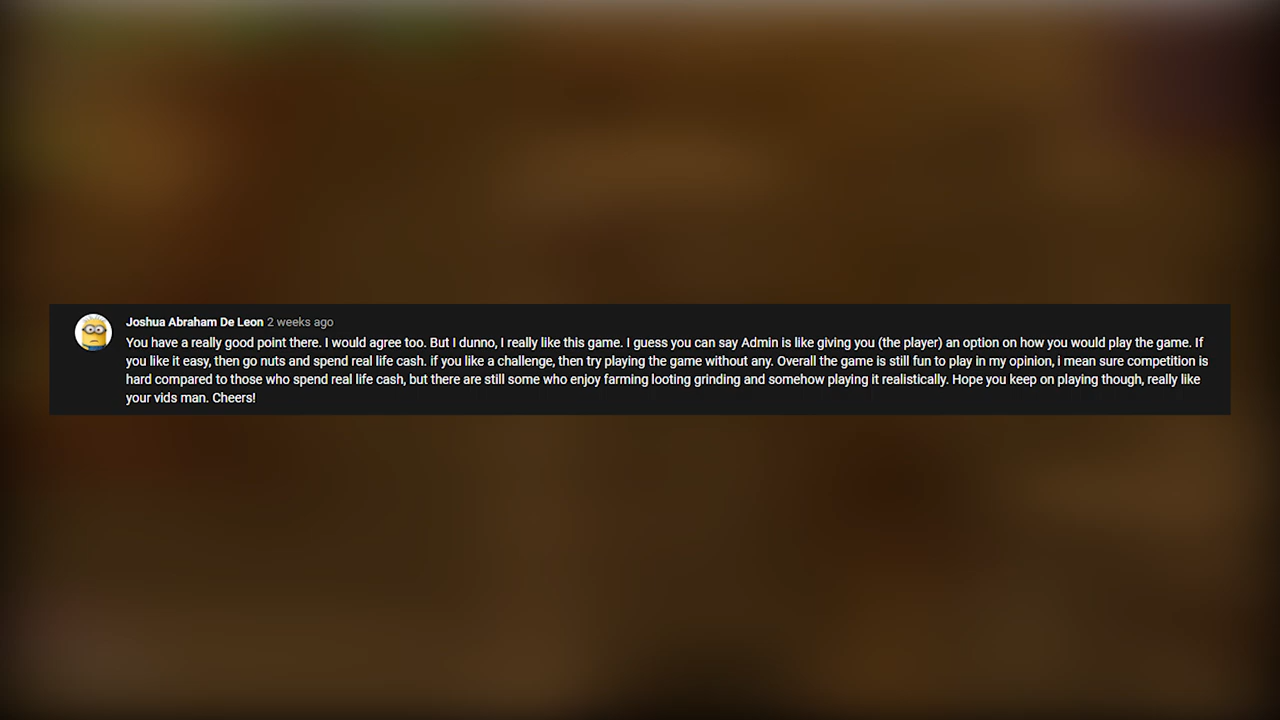 Joshua Abraham De Leon 2 weeks ago
You have a really good point there. I would agree too. But I dunno, I really like this game. I guess you can say Admin is like giving you (the player) an option on how you would play the game. If
you like it easy, then go nuts and spend real life cash. if you like a challenge, then try playing the game without any. Overall the game is still fun to play in my opinion, i mean sure competition is
hard compared to those who spend real life cash, but there are still some who enjoy farming looting grinding and somehow playing it realistically. Hope you keep on playing though, really like
your vids man. Cheers!